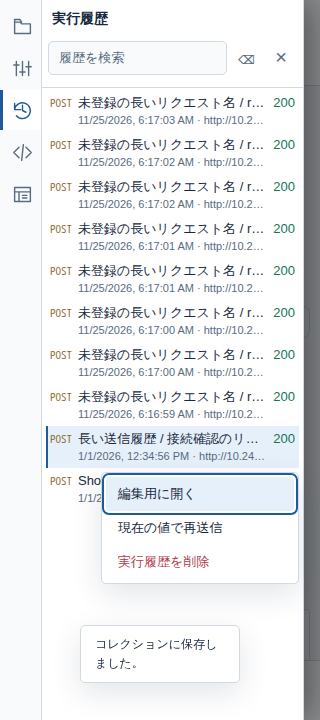 実行履歴
履歴を検索
POST 未登録の長いリクエスト名 / r... 200
11/25/2026, 6:17:03 AM · http://10.2...
POST 未登録の長いリクエスト名 / r... 200
11/25/2026, 6:17:02 AM · http://10.2...
POST 未登録の長いリクエスト名 / r... 200
11/25/2026, 6:17:02 AM · http://10.2...
POST 未登録の長いリクエスト名 / r... 200
11/25/2026, 6:17:01 AM · http://10.2...
POST 未登録の長いリクエスト名 / r... 200
11/25/2026, 6:17:01 AM · http://10.2...
POST 未登録の長いリクエスト名 / r... 200
11/25/2026, 6:17:00 AM · http://10.2...
POST 未登録の長いリクエスト名 / r... 200
11/25/2026, 6:17:00 AM · http://10.2...
POST 未登録の長いリクエスト名 / r... 200
11/25/2026, 6:16:59 AM · http://10.2...
POST 長い送信履歴 / 接続確認のリ... 200
1/1/2026, 12:34:56 PM · http://10.24...
POST Sho
1/1/2
編集用に開く
現在の値で再送信
実行履歴を削除
コレクションに保存し
ました。